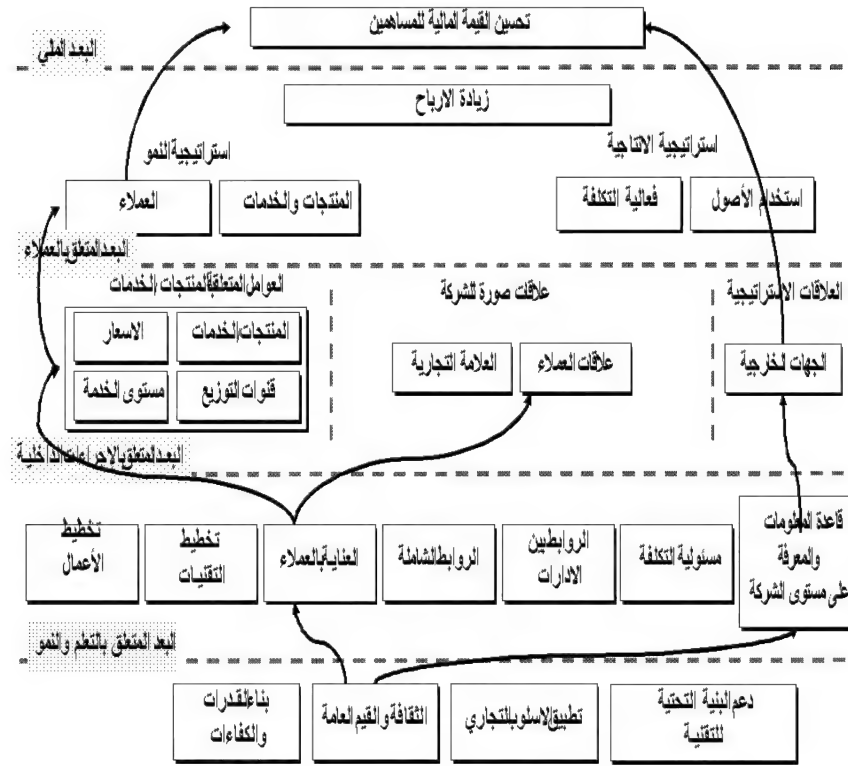 تحسين القيمة المالية للمساهمين
البعد الملي
زيادة الارباح
استراتيجية الانتاجية
استراتيجية النمو
استخدام الأصول
فعالية التكلفة
المنتجات والخدمات
العملاء
البعد المتعلق بالعملاء
العلاقات الاستراتيجية
علاقات صورة للشركة
العوامل المتعلقة بالمنتجات /الخدمات
الجهات الخارجية
علاقات العملاء
العلامة التجارية
المنتجات/الخدمات
الاسعار
قنوات التوزيع
مستوى الخدمة
البعد المتعلق بالاجراءات الداخلية
قاعدة المعلومات
والمعرفة
على مستوى الشركة
مسئولية التكلفة
الروابط بين
الادارات
الروابط الشاملة
العناية بالعملاء
تخطيط
التقنيات
تخطيط
الأعمال
البعد المتعلق بالتعلم والنمو
دعم البنية التحتية
للتقنية
تطبيق الاسلوب التجاري
الثقافة والقيم العامة
بناء القدرات
والكفاءات